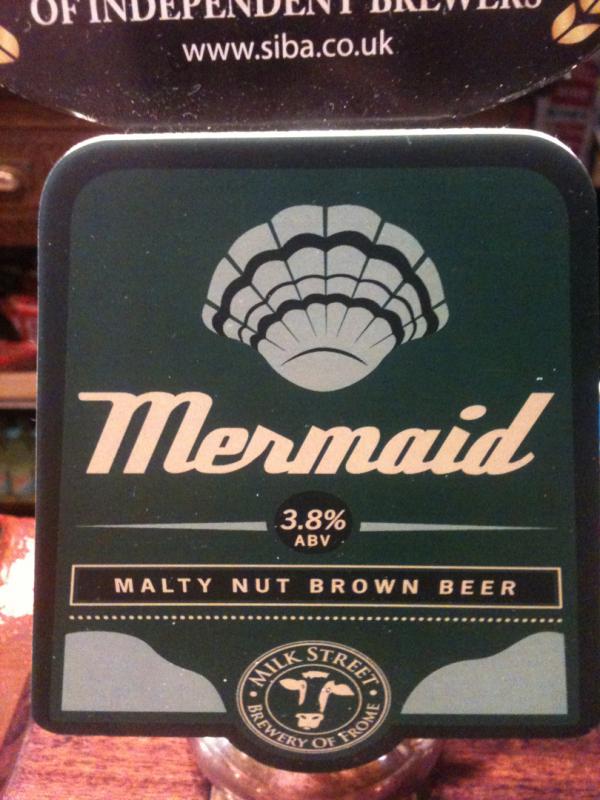 OF INDEPENDENT BREWERS
www.siba.co.uk
Mermaid
3.8%
ABV
MALTY NUT BROWN BEER
MILK STREET
BREWERY OF FROME